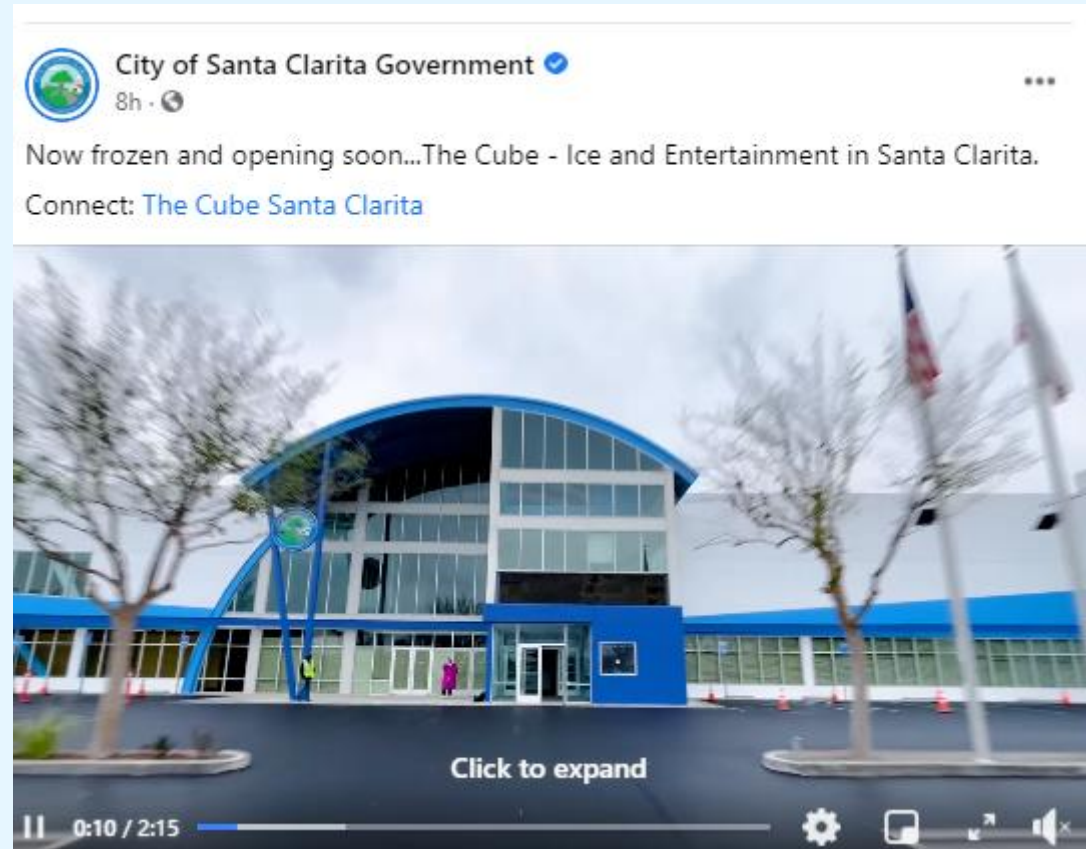 City of Santa Clarita Government
8h ·
Now frozen and opening soon...The Cube - Ice and Entertainment in Santa Clarita.
Connect: The Cube Santa Clarita
Click to expand
0:10 / 2:15